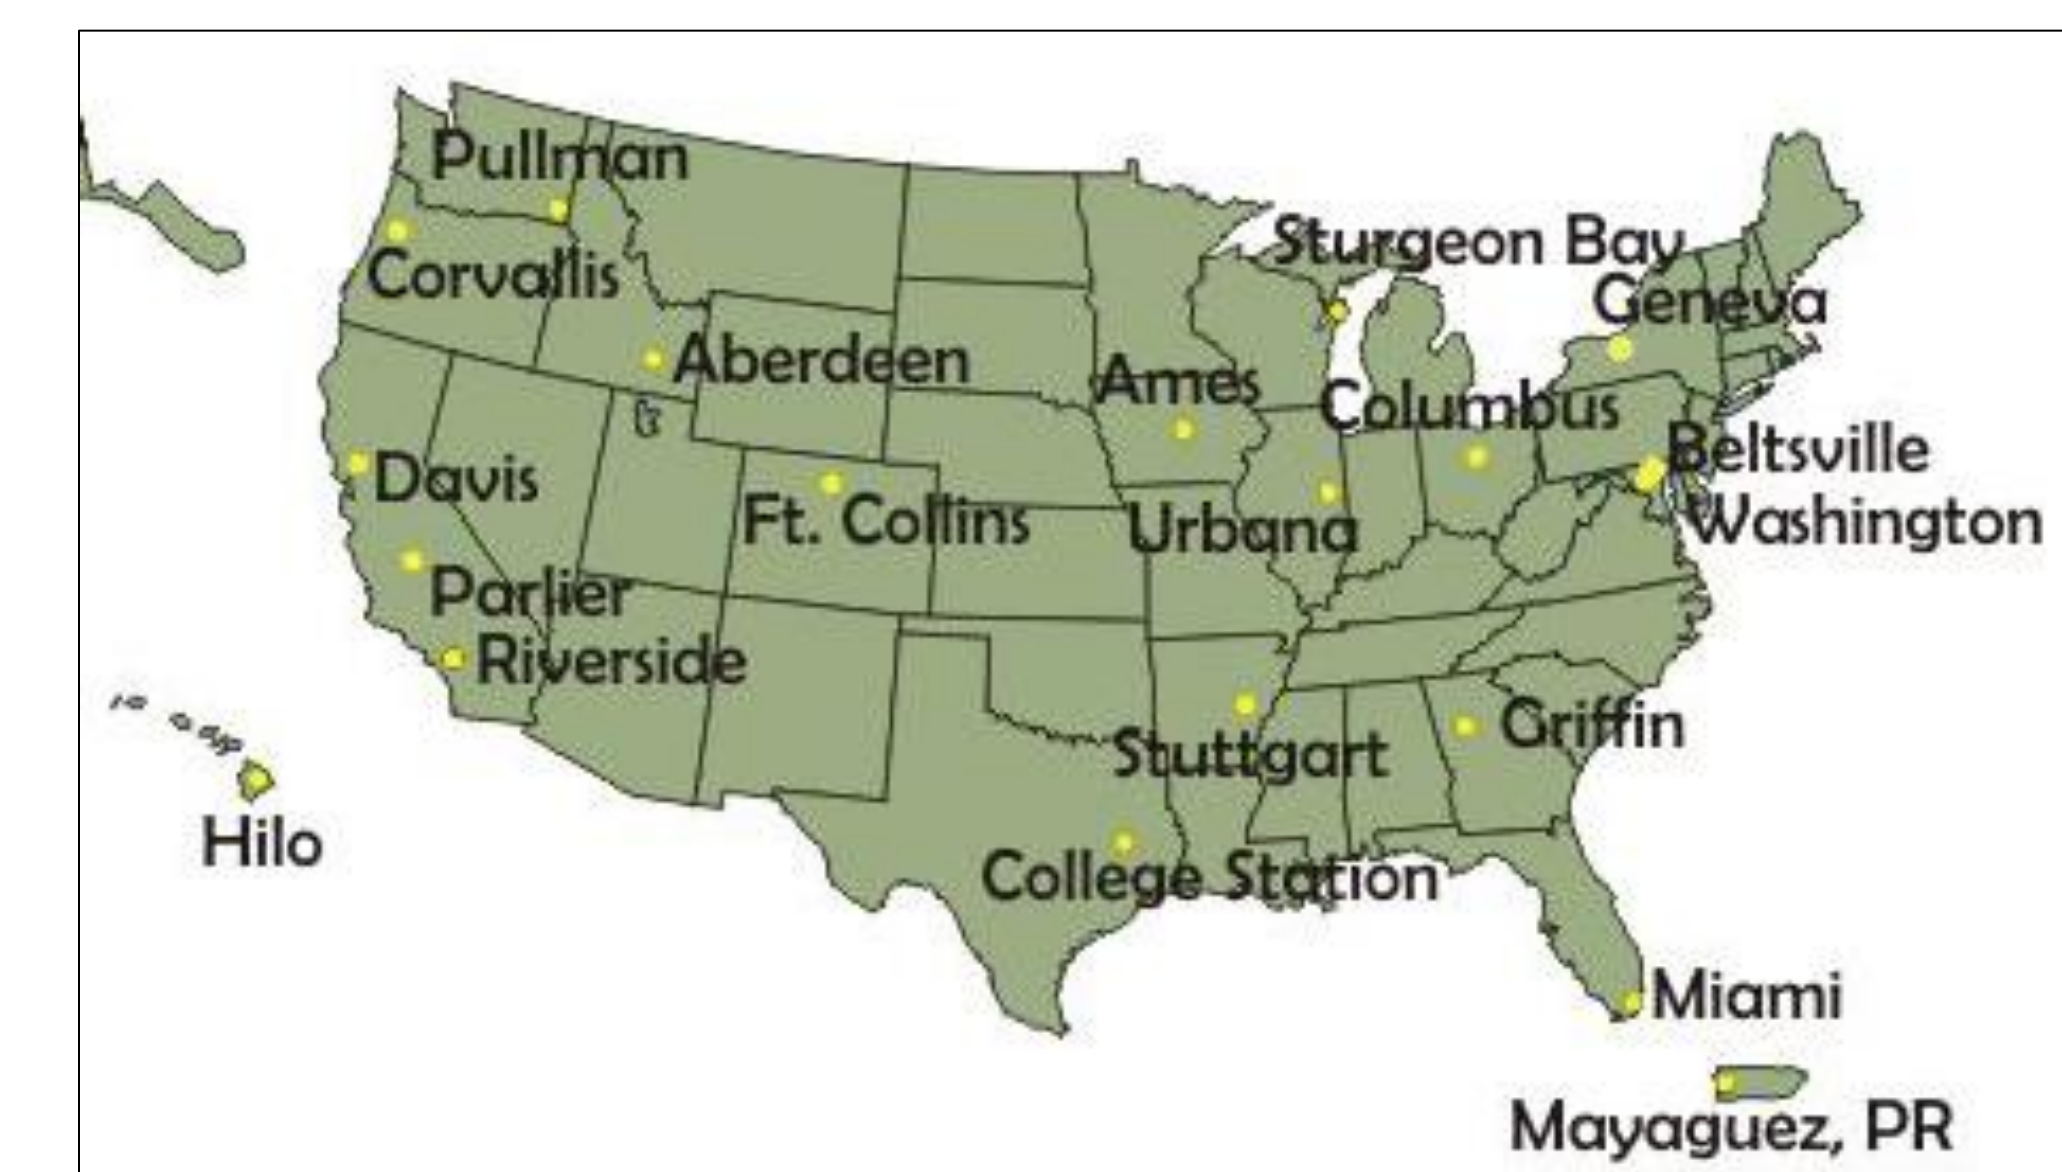 Pullman
Sturgeon Bay
Corvallis
Geneva
Aberdeen
Ames
Columbus
Beltsville
Davis
Ft. Collins
Urbana
Washington
Parlier
Riverside
Griffin
Stuttgart
Hilo
College Station
Miami
Mayaguez, PR